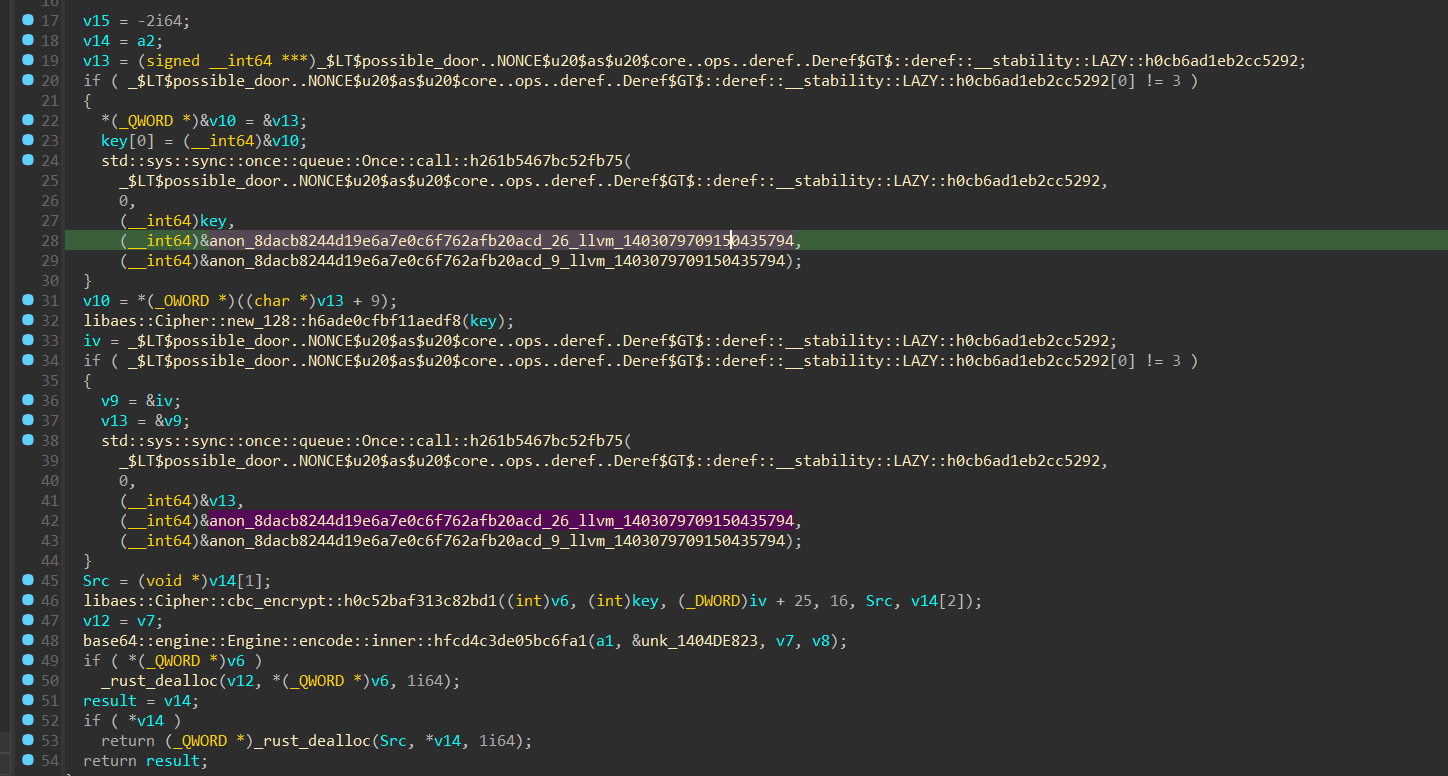 16
17 v15 = -2i64;
18 v14 = a2;
19 v13 = (signed __int64 ***)_$LT$possible_door..NONCE$u20$as$u20$core..ops..deref..Deref$GT$::deref::__stability::LAZY::h0cb6ad1eb2cc5292;
20 if ( _$LT$possible_door..NONCE$u20$as$u20$core..ops..deref..Deref$GT$::deref::__stability::LAZY::h0cb6ad1eb2cc5292[0] != 3 )
21 {
22 *(_QWORD *)&v10 = &v13;
23 key[0] = (__int64)&v10;
24 std::sys::sync::once::queue::Once::call::h261b5467bc52fb75(
25 _$LT$possible_door..NONCE$u20$as$u20$core..ops..deref..Deref$GT$::deref::__stability::LAZY::h0cb6ad1eb2cc5292,
26 0,
27 (__int64)key,
28 (__int64)&anon_8dacb8244d19e6a7e0c6f762afb20acd_26_llvm_1403079709150435794,
29 (__int64)&anon_8dacb8244d19e6a7e0c6f762afb20acd_9_llvm_1403079709150435794);
30 }
31 v10 = *(_OWORD *)((char *)v13 + 9);
32 libaes::Cipher::new_128::h6ade0cfbf11aedf8(key);
33 iv = _$LT$possible_door..NONCE$u20$as$u20$core..ops..deref..Deref$GT$::deref::__stability::LAZY::h0cb6ad1eb2cc5292;
34 if ( _$LT$possible_door..NONCE$u20$as$u20$core..ops..deref..Deref$GT$::deref::__stability::LAZY::h0cb6ad1eb2cc5292[0] != 3 )
35 {
36 v9 = &iv;
37 v13 = &v9;
38 std::sys::sync::once::queue::Once::call::h261b5467bc52fb75(
39 _$LT$possible_door..NONCE$u20$as$u20$core..ops..deref..Deref$GT$::deref::__stability::LAZY::h0cb6ad1eb2cc5292,
40 0,
41 (__int64)&v13,
42 (__int64)&anon_8dacb8244d19e6a7e0c6f762afb20acd_26_llvm_1403079709150435794,
43 (__int64)&anon_8dacb8244d19e6a7e0c6f762afb20acd_9_llvm_1403079709150435794);
44 }
45 Src = (void *)v14[1];
46 libaes::Cipher::cbc_encrypt::h0c52baf313c82bd1((int)v6, (int)key, (_DWORD)iv + 25, 16, Src, v14[2]);
47 v12 = v7;
48 base64::engine::Engine::encode::inner::hfcd4c3de05bc6fa1(a1, &unk_1404DE823, v7, v8);
49 if ( *(_QWORD *)v6 )
50 _rust_dealloc(v12, *(_QWORD *)v6, 1i64);
51 result = v14;
52 if ( *v14 )
53 return (_QWORD *)_rust_dealloc(Src, *v14, 1i64);
54 return result;